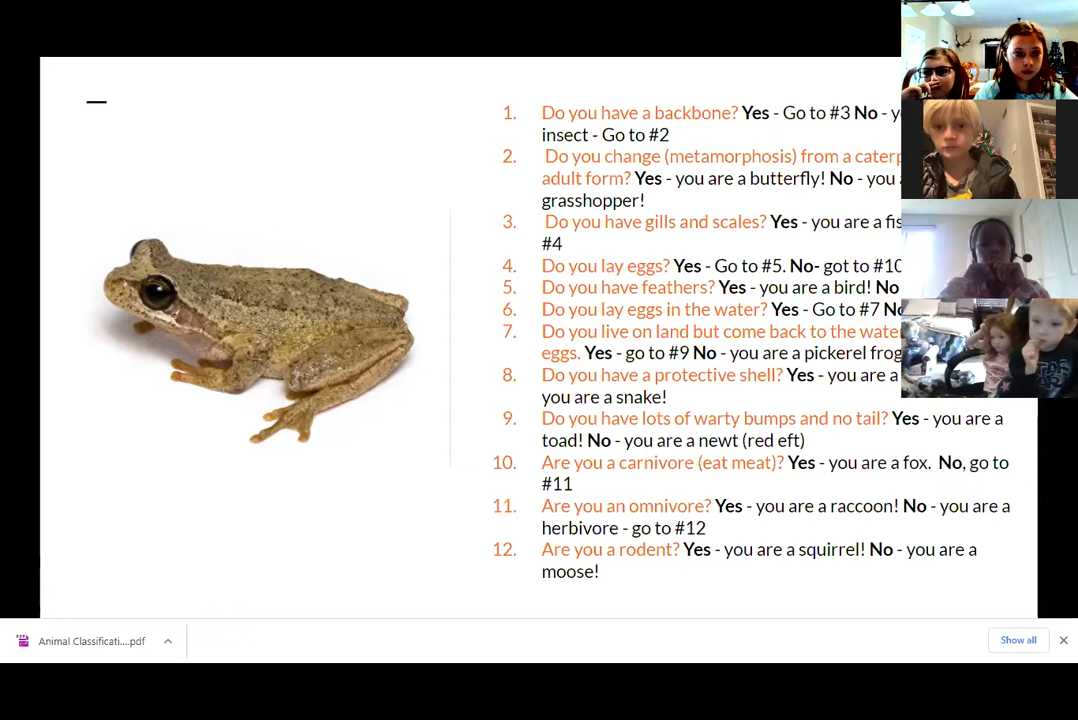 1. Do you have a backbone? Yes - Go to #3 No -
insect - Go to #2
2. Do you change (metamorphosis) from a
adult form? Yes - you are a butterfly! No - you
grasshopper!
3. Do you have gills and scales? Yes - you are a
#4
4. Do you lay eggs? Yes - Go to #5. No- got to #10
5. Do you have feathers? Yes - you are a bird! No
6. Do you lay eggs in the water? Yes - Go to #7
7. Do you live on land but come back to the
eggs. Yes - go to #9 No - you are a pickerel frog
8. Do you have a protective shell? Yes - you are a
you are a snake!
9. Do you have lots of warty bumps and no tail? Yes - you are a
toad! No - you are a newt (red eft)
10. Are you a carnivore (eat meat)? Yes - you are a fox. No, go to
#11
11. Are you an omnivore? Yes - you are a raccoon! No - you are a
herbivore - go to #12
12. Are you a rodent? Yes - you are a squirrel! No - you are a
moose!
Animal Classificati....pdf
Show all